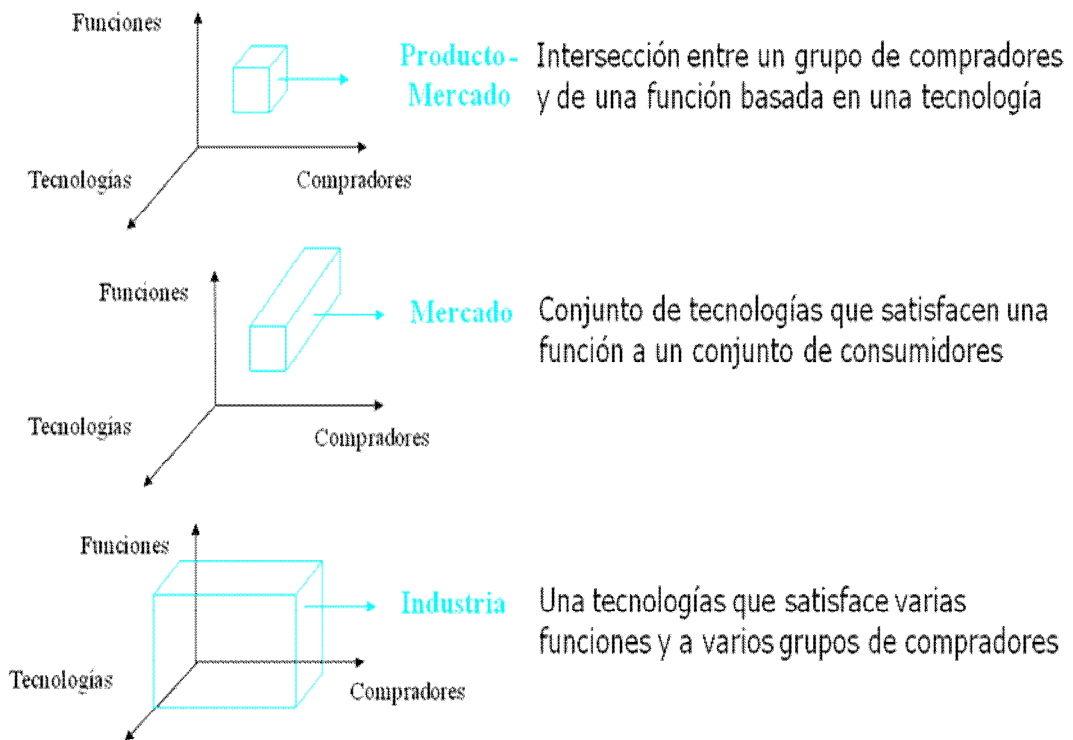 Funciones
Producto-
Mercado
Intersección entre un grupo de compradores
y de una función basada en una tecnología
Tecnologías
Compradores
Funciones
Mercado
Conjunto de tecnologías que satisfacen una
función a un conjunto de consumidores
Tecnologías
Compradores
Funciones
Industria
Una tecnologías que satisface varias
funciones y a varios grupos de compradores
Tecnologías
Compradores